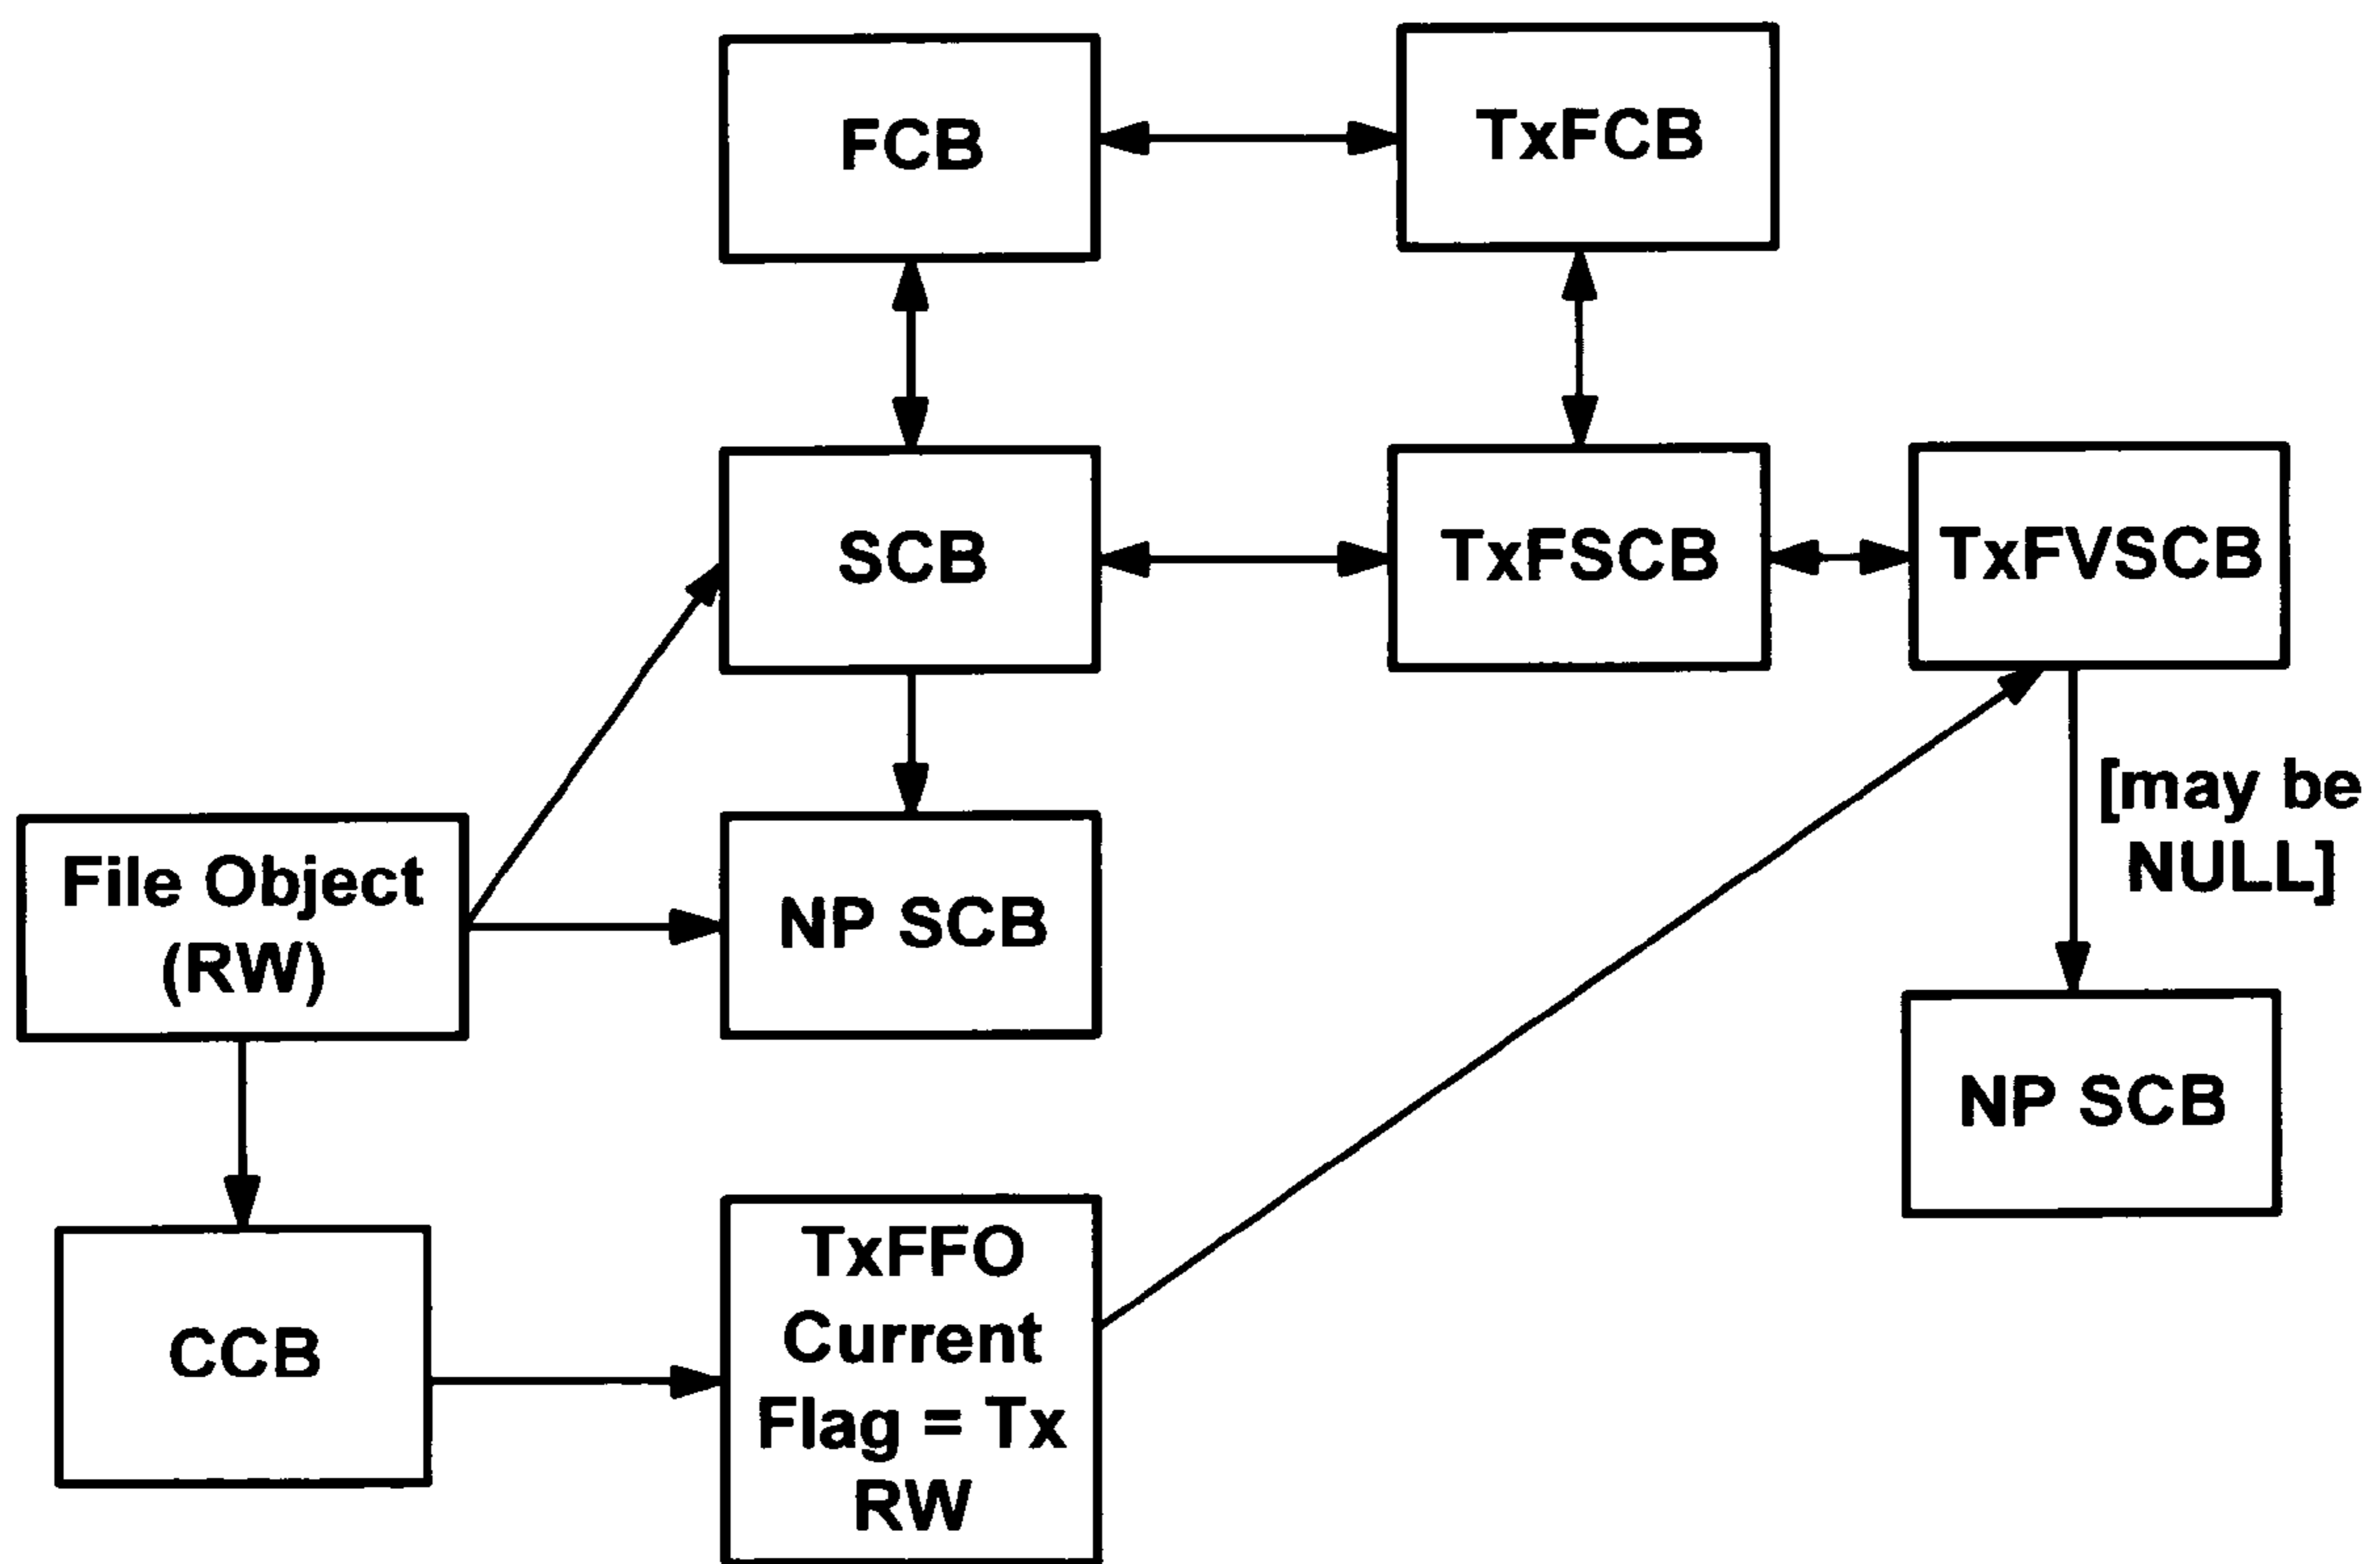 FCB
TxFCB
SCB
TxFSCB
TxFVSCB
[may be
NULL]
File Object
(RW)
NP SCB
NP SCB
CCB
TxFFO
Current
Flag = Tx
RW